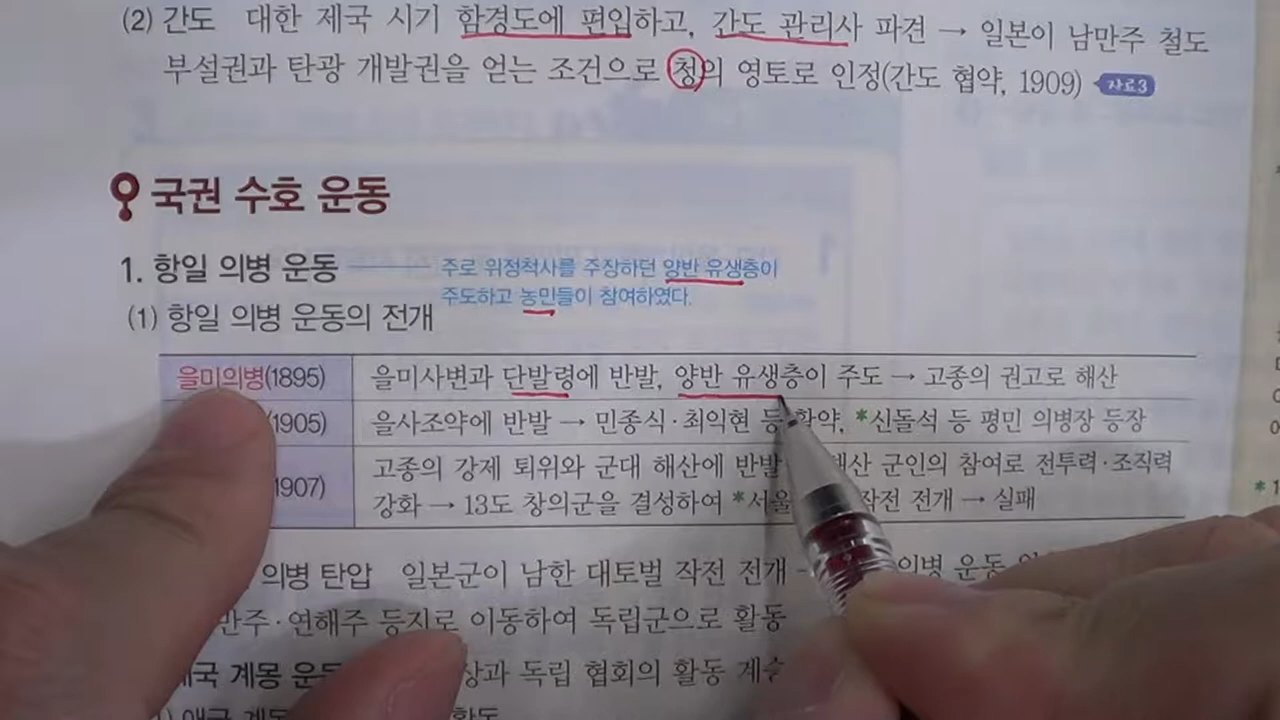 (2) 간도 대한 제국 시기 함경도에 편입하고, 간도 관리사 파견 → 일본이 남만주 철도
부설권과 탄광 개발권을 얻는 조건으로 청의 영토로 인정(간도 협약, 1909) 자료3
국권 수호 운동
1. 항일 의병 운동
주로 위정척사를 주장하던 양반 유생층이
주도하고 농민들이 참여하였다.
(1) 항일 의병 운동의 전개
을미의병(1895) 을미사변과 단발령에 반발, 양반 유생층이 주도 → 고종의 권고로 해산
1905) 을사조약에 반발 → 민종식·최익현 등 활약, *신돌석 등 평민 의병장 등장
1907) 고종의 강제 퇴위와 군대 해산에 반발 해산 군인의 참여로 전투력·조직력
강화 → 13도 창의군을 결성하여 *서울 작전 전개 → 실패
의병 탄압 일본군이 남한 대토벌 작전 전개 의병 운동
만주·연해주 등지로 이동하여 독립군으로 활동
계몽 운동 독립 협회의 활동